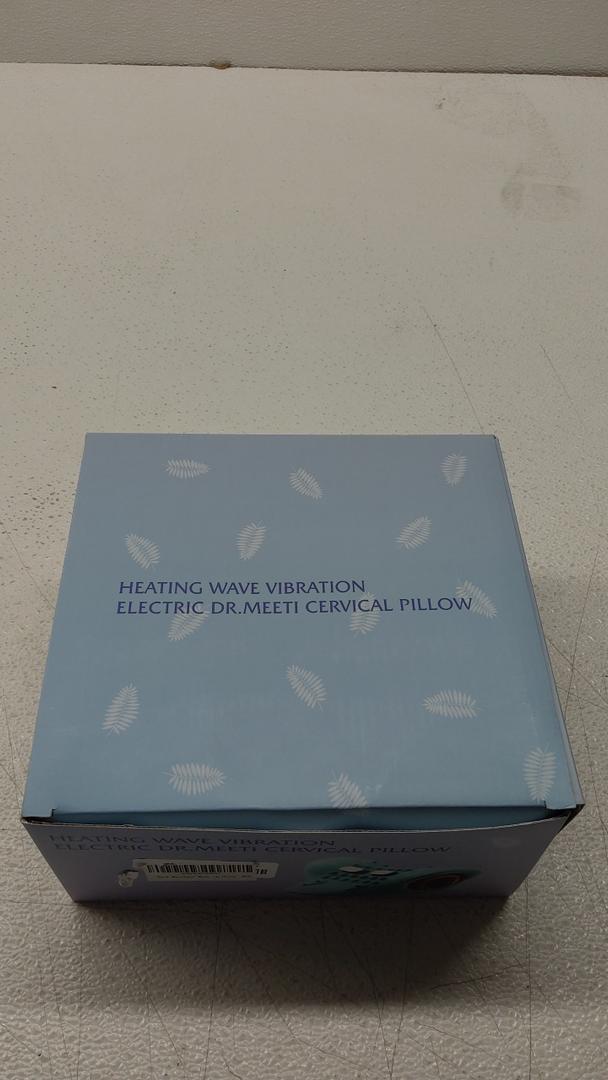 HEATING WAVE VIBRATION
ELECTRIC DR.MEETI CERVICAL PILLOW
HEATING WAVE VIBRATION
ELECTRIC DR.MEETI CERVICAL PILLOW